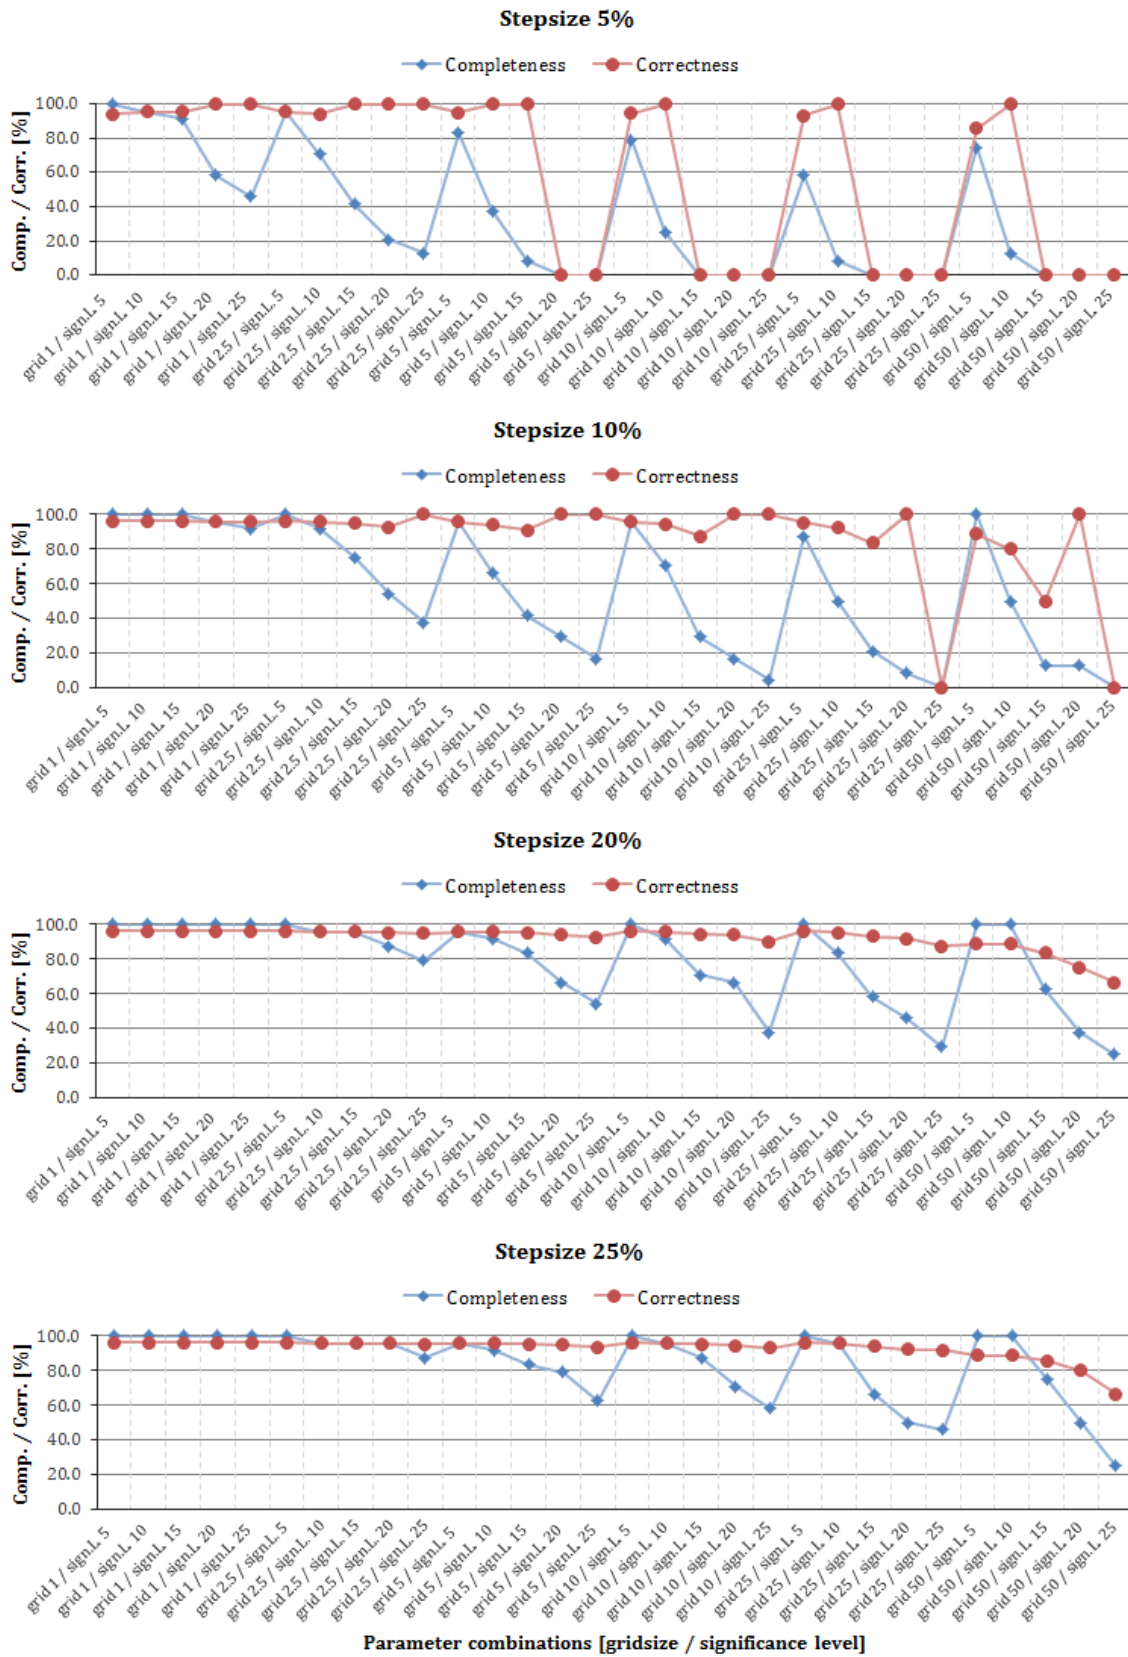 Stepsize 5%
Completeness Correctness
Comp. / Corr. [%]
100.0
80.0
60.0
40.0
20.0
0.0
grid 1 / sign.l. 5
grid 1 / sign.l. 10
grid 1 / sign.l. 15
grid 1 / sign.l. 20
grid 1 / sign.l. 25
grid 2.5 / sign.l. 5
grid 2.5 / sign.l. 10
grid 2.5 / sign.l. 15
grid 2.5 / sign.l. 20
grid 2.5 / sign.l. 25
grid 5 / sign.l. 5
grid 5 / sign.l. 10
grid 5 / sign.l. 15
grid 5 / sign.l. 20
grid 5 / sign.l. 25
grid 10 / sign.l. 5
grid 10 / sign.l. 10
grid 10 / sign.l. 15
grid 10 / sign.l. 20
grid 10 / sign.l. 25
grid 25 / sign.l. 5
grid 25 / sign.l. 10
grid 25 / sign.l. 15
grid 25 / sign.l. 20
grid 25 / sign.l. 25
grid 50 / sign.l. 5
grid 50 / sign.l. 10
grid 50 / sign.l. 15
grid 50 / sign.l. 20
grid 50 / sign.l. 25
Stepsize 10%
Completeness Correctness
Comp. / Corr. [%]
100.0
80.0
60.0
40.0
20.0
0.0
grid 1 / sign.l. 5
grid 1 / sign.l. 10
grid 1 / sign.l. 15
grid 1 / sign.l. 20
grid 1 / sign.l. 25
grid 2.5 / sign.l. 5
grid 2.5 / sign.l. 10
grid 2.5 / sign.l. 15
grid 2.5 / sign.l. 20
grid 2.5 / sign.l. 25
grid 5 / sign.l. 5
grid 5 / sign.l. 10
grid 5 / sign.l. 15
grid 5 / sign.l. 20
grid 5 / sign.l. 25
grid 10 / sign.l. 5
grid 10 / sign.l. 10
grid 10 / sign.l. 15
grid 10 / sign.l. 20
grid 10 / sign.l. 25
grid 25 / sign.l. 5
grid 25 / sign.l. 10
grid 25 / sign.l. 15
grid 25 / sign.l. 20
grid 25 / sign.l. 25
grid 50 / sign.l. 5
grid 50 / sign.l. 10
grid 50 / sign.l. 15
grid 50 / sign.l. 20
grid 50 / sign.l. 25
Stepsize 20%
Completeness Correctness
Comp. / Corr. [%]
100.0
80.0
60.0
40.0
20.0
0.0
grid 1 / sign.l. 5
grid 1 / sign.l. 10
grid 1 / sign.l. 15
grid 1 / sign.l. 20
grid 1 / sign.l. 25
grid 2.5 / sign.l. 5
grid 2.5 / sign.l. 10
grid 2.5 / sign.l. 15
grid 2.5 / sign.l. 20
grid 2.5 / sign.l. 25
grid 5 / sign.l. 5
grid 5 / sign.l. 10
grid 5 / sign.l. 15
grid 5 / sign.l. 20
grid 5 / sign.l. 25
grid 10 / sign.l. 5
grid 10 / sign.l. 10
grid 10 / sign.l. 15
grid 10 / sign.l. 20
grid 10 / sign.l. 25
grid 25 / sign.l. 5
grid 25 / sign.l. 10
grid 25 / sign.l. 15
grid 25 / sign.l. 20
grid 25 / sign.l. 25
grid 50 / sign.l. 5
grid 50 / sign.l. 10
grid 50 / sign.l. 15
grid 50 / sign.l. 20
grid 50 / sign.l. 25
Stepsize 25%
Completeness Correctness
Comp. / Corr. [%]
100.0
80.0
60.0
40.0
20.0
0.0
grid 1 / sign.l. 5
grid 1 / sign.l. 10
grid 1 / sign.l. 15
grid 1 / sign.l. 20
grid 1 / sign.l. 25
grid 2.5 / sign.l. 5
grid 2.5 / sign.l. 10
grid 2.5 / sign.l. 15
grid 2.5 / sign.l. 20
grid 2.5 / sign.l. 25
grid 5 / sign.l. 5
grid 5 / sign.l. 10
grid 5 / sign.l. 15
grid 5 / sign.l. 20
grid 5 / sign.l. 25
grid 10 / sign.l. 5
grid 10 / sign.l. 10
grid 10 / sign.l. 15
grid 10 / sign.l. 20
grid 10 / sign.l. 25
grid 25 / sign.l. 5
grid 25 / sign.l. 10
grid 25 / sign.l. 15
grid 25 / sign.l. 20
grid 25 / sign.l. 25
grid 50 / sign.l. 5
grid 50 / sign.l. 10
grid 50 / sign.l. 15
grid 50 / sign.l. 20
grid 50 / sign.l. 25
Parameter combinations [gridsize / significance level]